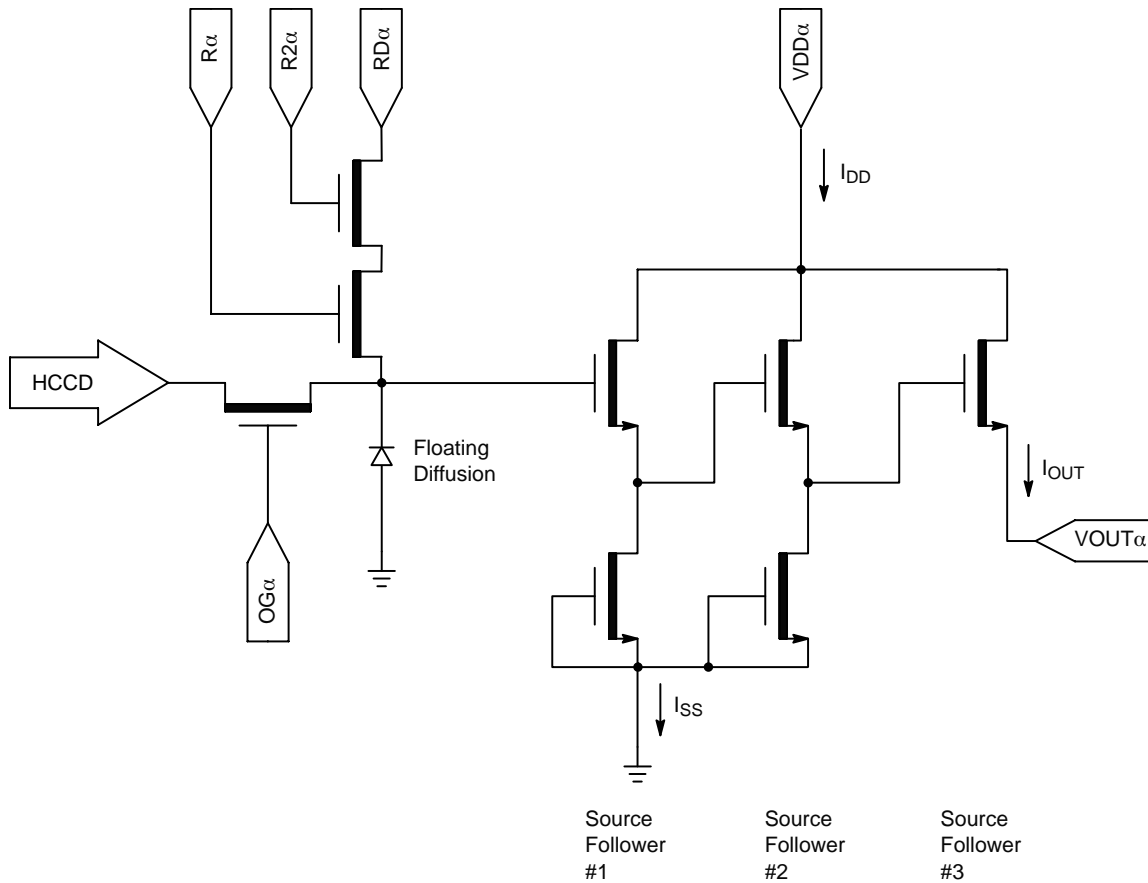 Rα
R2α
RDα
VDDα
IDD
HCCD
Floating
Diffusion
IOUT
VOUTα
OGα
ISS
Source
Follower
#1
Source
Follower
#2
Source
Follower
#3